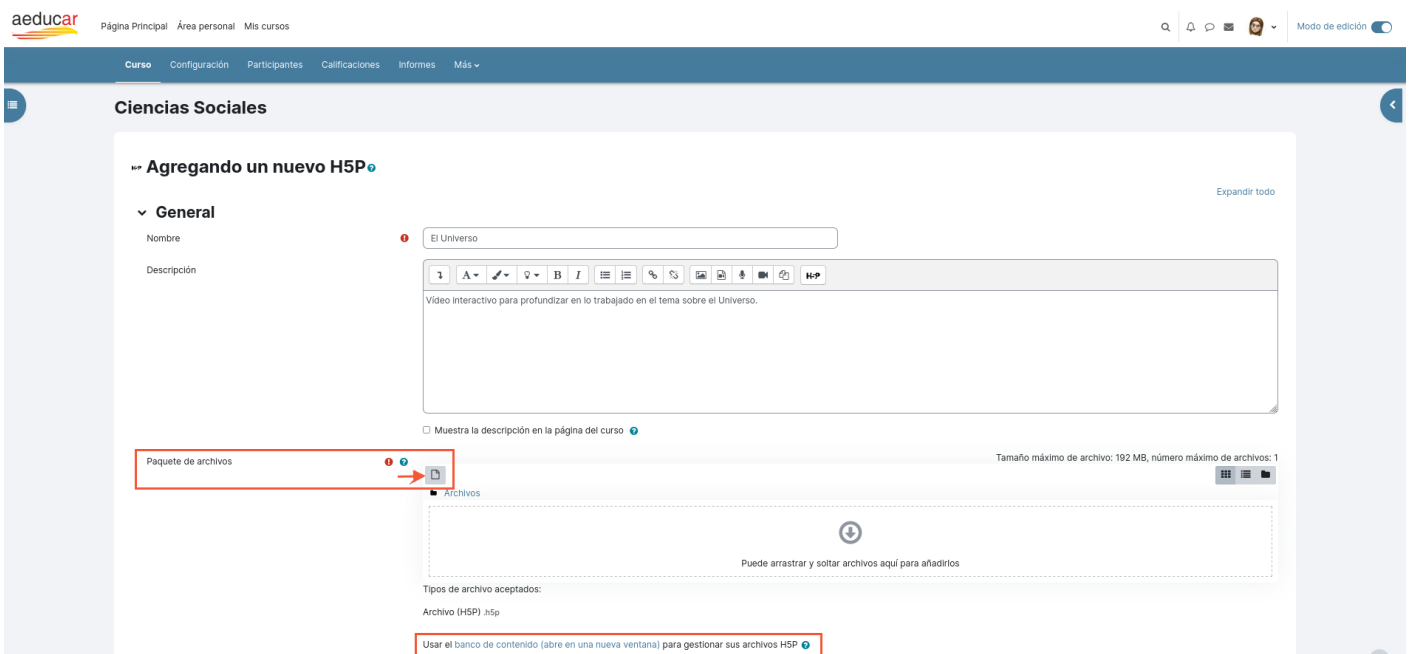 aeducar
Página Principal Área personal Mis cursos
Modo de edición
Curso Configuración Participantes Calificaciones Informes Más
Ciencias Sociales
H5P Agregando un nuevo H5P
Expandir todo
General
Nombre
El Universo
Descripción
A B I H5P
Vídeo interactivo para profundizar en lo trabajado en el tema sobre el Universo.
Muestra la descripción en la página del curso
Paquete de archivos
Tamaño máximo de archivo: 192 MB, número máximo de archivos: 1
Archivos
Puede arrastrar y soltar archivos aquí para añadirlos
Tipos de archivo aceptados:
Archivo (H5P) .h5p
Usar el banco de contenido (abre en una nueva ventana) para gestionar sus archivos H5P